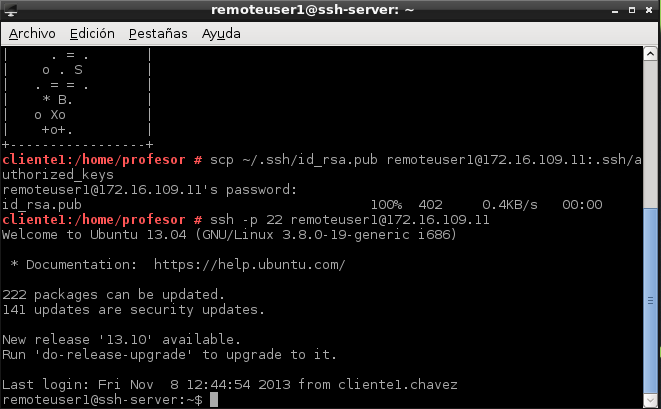 remoteuser1@ssh-server: ~
Archivo Edición Pestañas Ayuda
|     . = .       |
|    o . S        |
|   . = = .       |
|    * B.         |
|   o Xo          |
|    +o+.         |
+-----------------+
cliente1:/home/profesor # scp ~/.ssh/id_rsa.pub remoteuser1@172.16.109.11:.ssh/a
uthorized_keys
remoteuser1@172.16.109.11's password:
id_rsa.pub                                    100%  402     0.4KB/s   00:00
cliente1:/home/profesor # ssh -p 22 remoteuser1@172.16.109.11
Welcome to Ubuntu 13.04 (GNU/Linux 3.8.0-19-generic i686)
 * Documentation:  https://help.ubuntu.com/
222 packages can be updated.
141 updates are security updates.
New release '13.10' available.
Run 'do-release-upgrade' to upgrade to it.
Last login: Fri Nov  8 12:44:54 2013 from cliente1.chavez
remoteuser1@ssh-server:~$